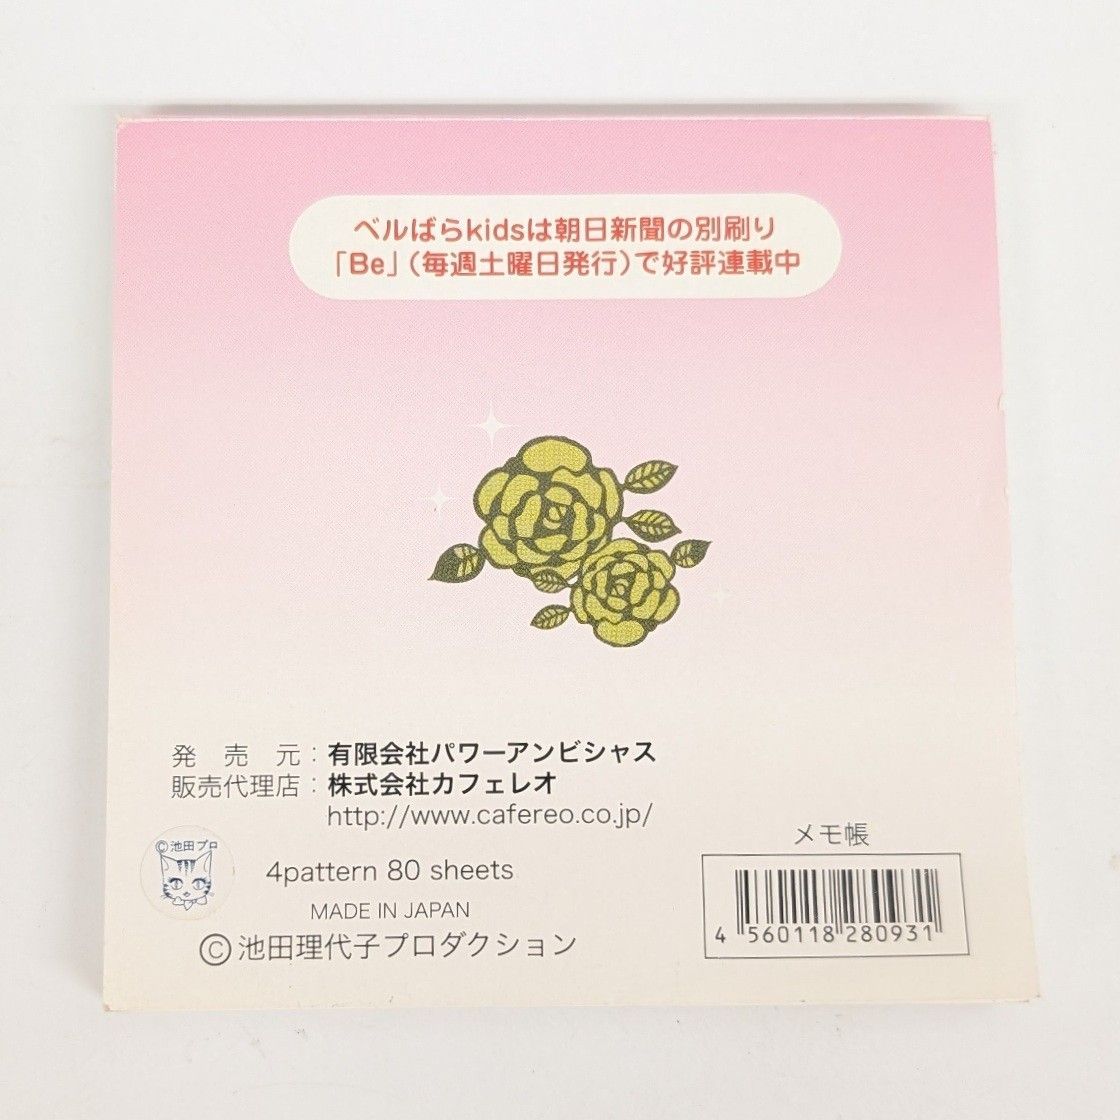 ベルばらkidsは朝日新聞の別刷り
「Be」(毎週土曜日発行)で好評連載中
発 売 元：有限会社パワーアンビシャス
販売代理店：株式会社カフェレオ
http://www.cafereo.co.jp/
©池田プロ
4pattern 80 sheets
MADE IN JAPAN
©池田理代子プロダクション
メモ帳
4 560118 280931